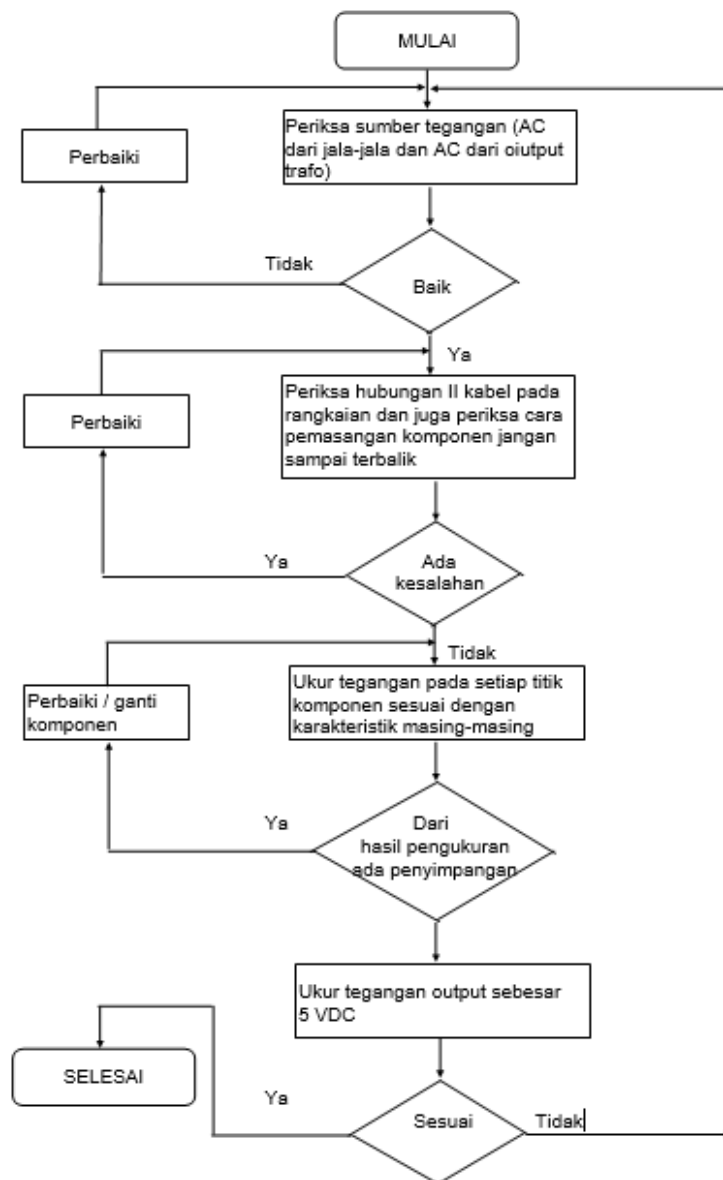 MULAI
Periksa sumber tegangan (AC
dari jala-jala dan AC dari oiutput
trafo)
Perbaiki
Tidak
Baik
Ya
Periksa hubungan II kabel pada
rangkaian dan juga periksa cara
pemasangan komponen jangan
sampai terbalik
Perbaiki
Ya
Ada
kesalahan
Tidak
Ukur tegangan pada setiap titik
komponen sesuai dengan
karakteristik masing-masing
Perbaiki / ganti
komponen
Ya
Dari
hasil pengukuran
ada penyimpangan
Ukur tegangan output sebesar
5 VDC
SELESAI
Ya
Sesuai
Tidak